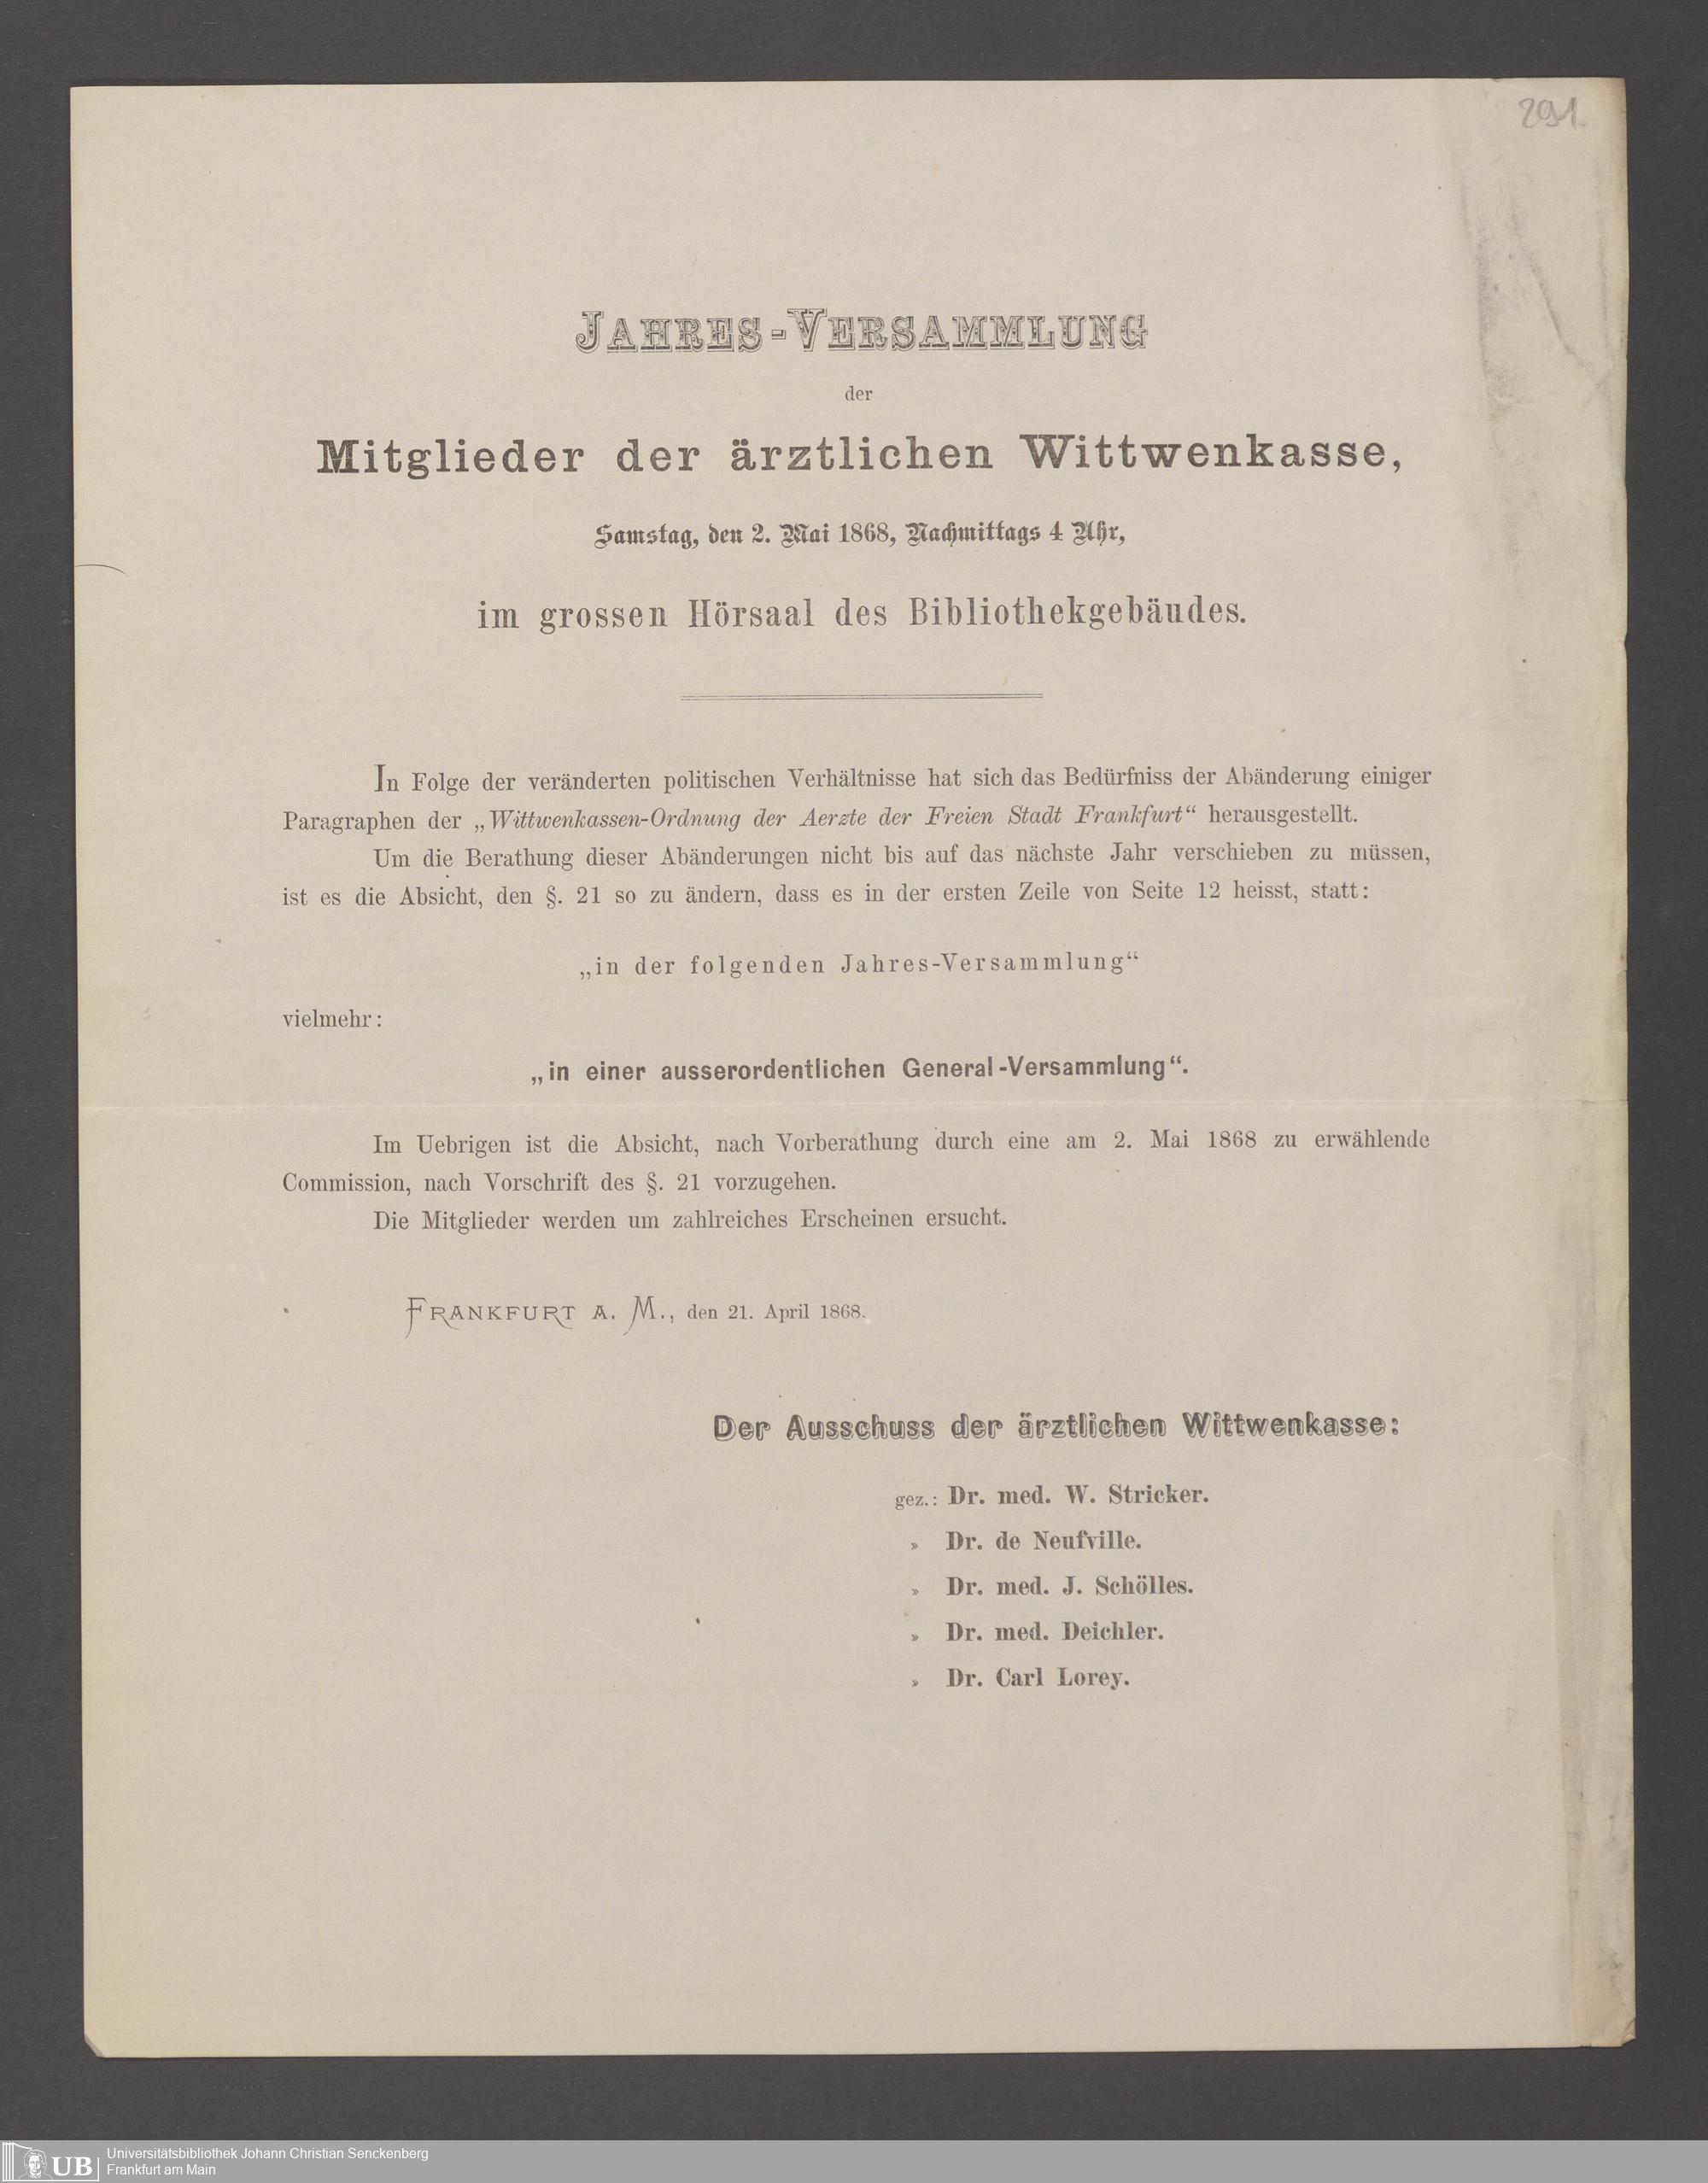 291
JAHRES-VERSAMMLUNG
der
Mitglieder der ärztlichen Wittwenkasse,
Samstag, den 2. Mai 1868, Nachmittags 4 Uhr,
im grossen Hörsaal des Bibliothekgebäudes.
In Folge der veränderten politischen Verhältnisse hat sich das Bedürfniss der Abänderung einiger
Paragraphen der „Wittwenkassen-Ordnung der Aerzte der Freien Stadt Frankfurt“ herausgestellt.
Um die Berathung dieser Abänderungen nicht bis auf das nächste Jahr verschieben zu müssen,
ist es die Absicht, den §. 21 so zu ändern, dass es in der ersten Zeile von Seite 12 heisst, statt:
„in der folgenden Jahres-Versammlung“
vielmehr:
„in einer ausserordentlichen General-Versammlung“.
Im Uebrigen ist die Absicht, nach Vorberathung durch eine am 2. Mai 1868 zu erwählende
Commission, nach Vorschrift des §. 21 vorzugehen.
Die Mitglieder werden um zahlreiches Erscheinen ersucht.
FRANKFURT A. M., den 21. April 1868.
Der Ausschuss der ärztlichen Wittwenkasse:
gez.: Dr. med. W. Stricker.
» Dr. de Neufville.
» Dr. med. J. Schölles.
» Dr. med. Deichler.
» Dr. Carl Lorey.
UB
Universitätsbibliothek Johann Christian Senckenberg
Frankfurt am Main